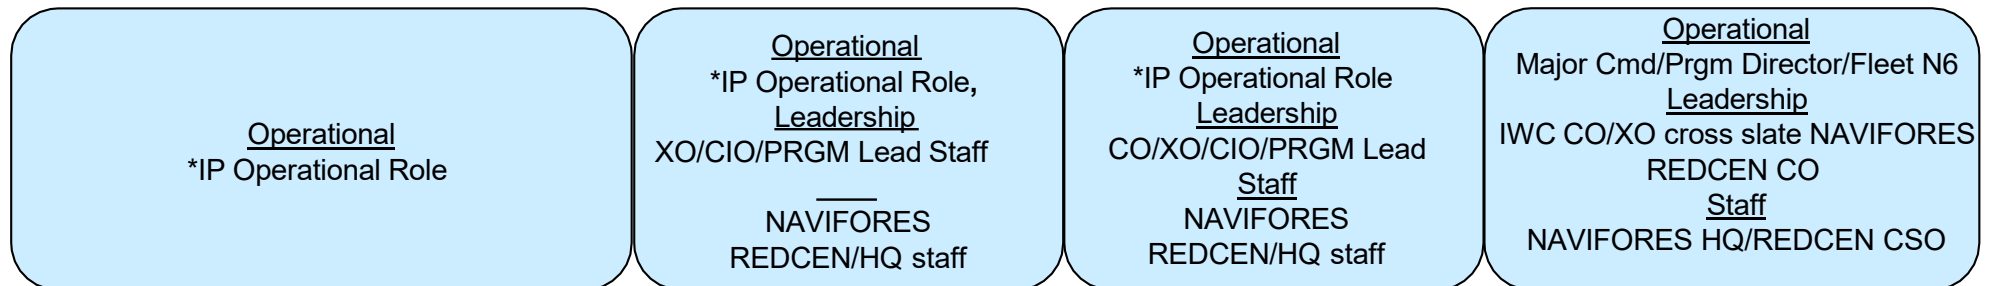 Operational
*IP Operational Role
Operational
*IP Operational Role,
Leadership
XO/CIO/PRGM Lead Staff
NAVIFORES
REDCEN/HQ staff
Operational
*IP Operational Role
Leadership
CO/XO/CIO/PRGM Lead
Staff
NAVIFORES
REDCEN/HQ staff
Operational
Major Cmd/Prgm Director/Fleet N6
Leadership
IWC CO/XO cross slate NAVIFORES
REDCEN CO
Staff
NAVIFORES HQ/REDCEN CSO